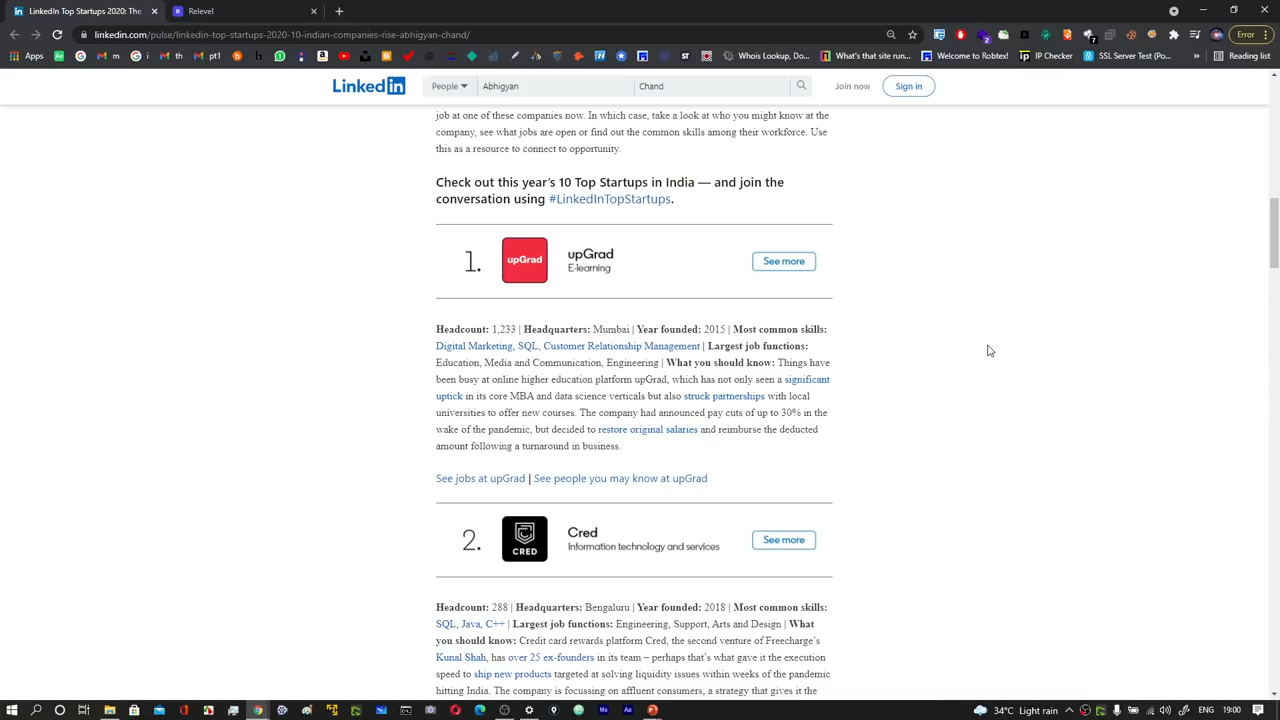 LinkedIn Top Startups 2020: The
Relevel
linkedin.com/pulse/linkedin-top-startups-2020-10-indian-companies-rise-abhigyan-chand/
Error
Apps
Whois Lookup, Do...
What's that site run...
Welcome to Robtex!
IP Checker
SSL Server Test (Po...
Reading list
LinkedIn
People
Abhigyan
Chand
Join now
Sign in
job at one of these companies now. In which case, take a look at who you might know at the
company, see what jobs are open or find out the common skills among their workforce. Use
this as a resource to connect to opportunity.
Check out this year's 10 Top Startups in India — and join the
conversation using #LinkedInTopStartups.
1. upGrad upGrad
E-learning
See more
Headcount: 1,233 | Headquarters: Mumbai | Year founded: 2015 | Most common skills:
Digital Marketing, SQL, Customer Relationship Management | Largest job functions:
Education, Media and Communication, Engineering | What you should know: Things have
been busy at online higher education platform upGrad, which has not only seen a significant
uptick in its core MBA and data science verticals but also struck partnerships with local
universities to offer new courses. The company had announced pay cuts of up to 30% in the
wake of the pandemic, but decided to restore original salaries and reimburse the deducted
amount following a turnaround in business.
See jobs at upGrad | See people you may know at upGrad
2. CRED Cred
Information technology and services
See more
Headcount: 288 | Headquarters: Bengaluru | Year founded: 2018 | Most common skills:
SQL, Java, C++ | Largest job functions: Engineering, Support, Arts and Design | What
you should know: Credit card rewards platform Cred, the second venture of Freecharge's
Kunal Shah, has over 25 ex-founders in its team – perhaps that's what gave it the execution
speed to ship new products targeted at solving liquidity issues within weeks of the pandemic
hitting India. The company is focussing on affluent consumers, a strategy that gives it the
34°C Light rain
ENG
19:00